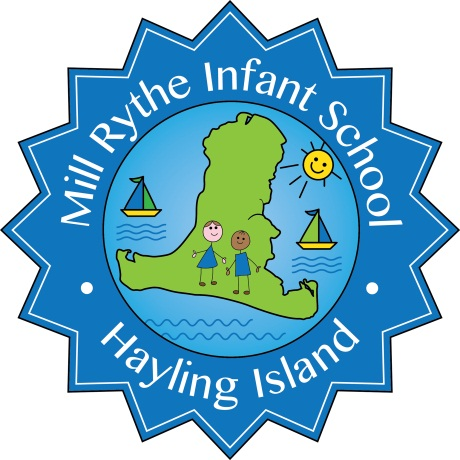 Mill Rythe Infant School
Hayling Island